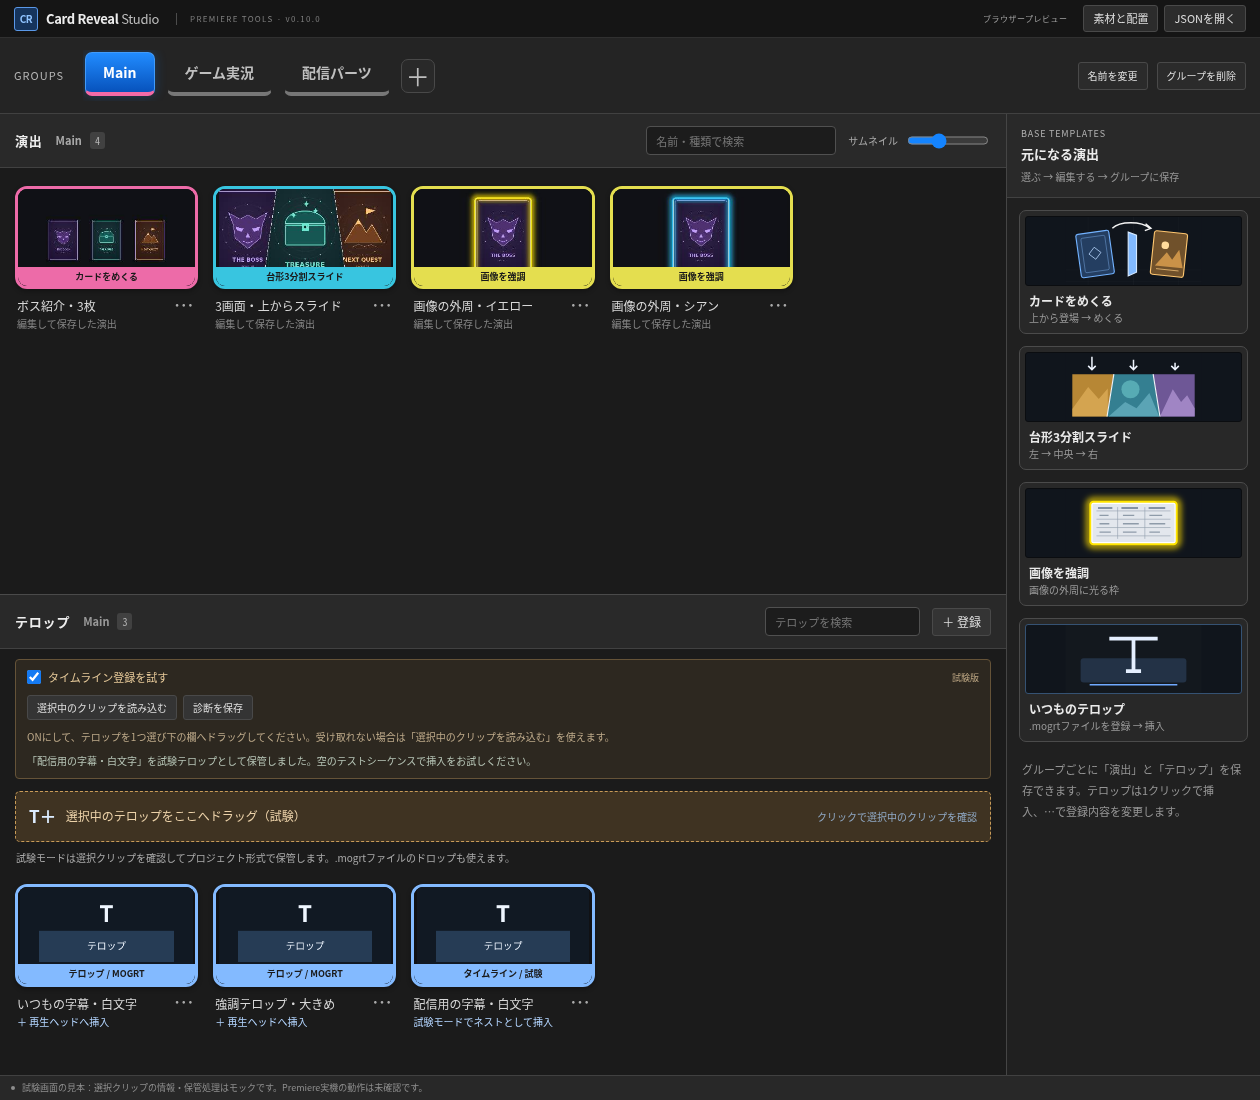 CR Card Reveal Studio PREMIERE TOOLS · v0.10.0 ブラウザープレビュー 素材と配置 JSONを開く
GROUPS Main ゲーム実況 配信パーツ ＋ 名前を変更 グループを削除
演出 Main 4 名前・種類で検索 サムネイル
THE BOSS TREASURE NEXT QUEST THE BOSS THE BOSS
カードをめくる 台形3分割スライド 画像を強調 画像を強調
ボス紹介・3枚 ··· 3画面・上からスライド ··· 画像の外周・イエロー ··· 画像の外周・シアン ···
編集して保存した演出 編集して保存した演出 編集して保存した演出 編集して保存した演出
テロップ Main 3 テロップを検索 ＋ 登録
タイムライン登録を試す 試験版
選択中のクリップを読み込む 診断を保存
ONにして、テロップを1つ選び下の欄へドラッグしてください。受け取れない場合は「選択中のクリップを読み込む」を使えます。
「配信用の字幕・白文字」を試験テロップとして保管しました。空のテストシーケンスで挿入をお試しください。
T＋ 選択中のテロップをここへドラッグ（試験） クリックで選択中のクリップを確認
試験モードは選択クリップを確認してプロジェクト形式で保管します。.mogrtファイルのドロップも使えます。
T T T
テロップ テロップ テロップ
テロップ / MOGRT テロップ / MOGRT タイムライン / 試験
いつもの字幕・白文字 ··· 強調テロップ・大きめ ··· 配信用の字幕・白文字 ···
＋ 再生ヘッドへ挿入 ＋ 再生ヘッドへ挿入 試験モードでネストとして挿入
BASE TEMPLATES
元になる演出
選ぶ → 編集する → グループに保存
カードをめくる
上から登場 → めくる
台形3分割スライド
左 → 中央 → 右
画像を強調
画像の外周に光る枠
T
いつものテロップ
.mogrtファイルを登録 → 挿入
グループごとに「演出」と「テロップ」を保
存できます。テロップは1クリックで挿
入、…で登録内容を変更します。
● 試験画面の見本：選択クリップの情報・保管処理はモックです。Premiere実機の動作は未確認です。